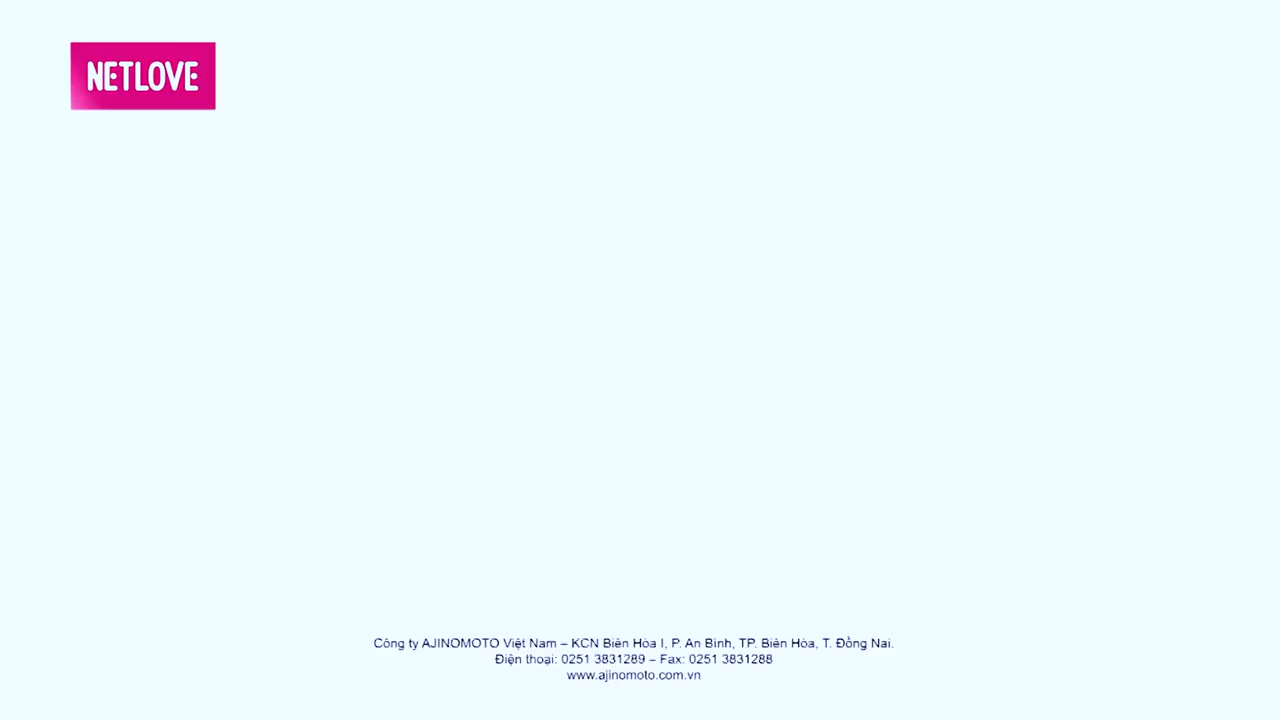 NETLOVE
Công ty AJINOMOTO Việt Nam – KCN Biên Hòa I, P. An Bình, TP. Biên Hòa, T. Đồng Nai.
Điện thoại: 0251 3831289 – Fax: 0251 3831288
www.ajinomoto.com.vn